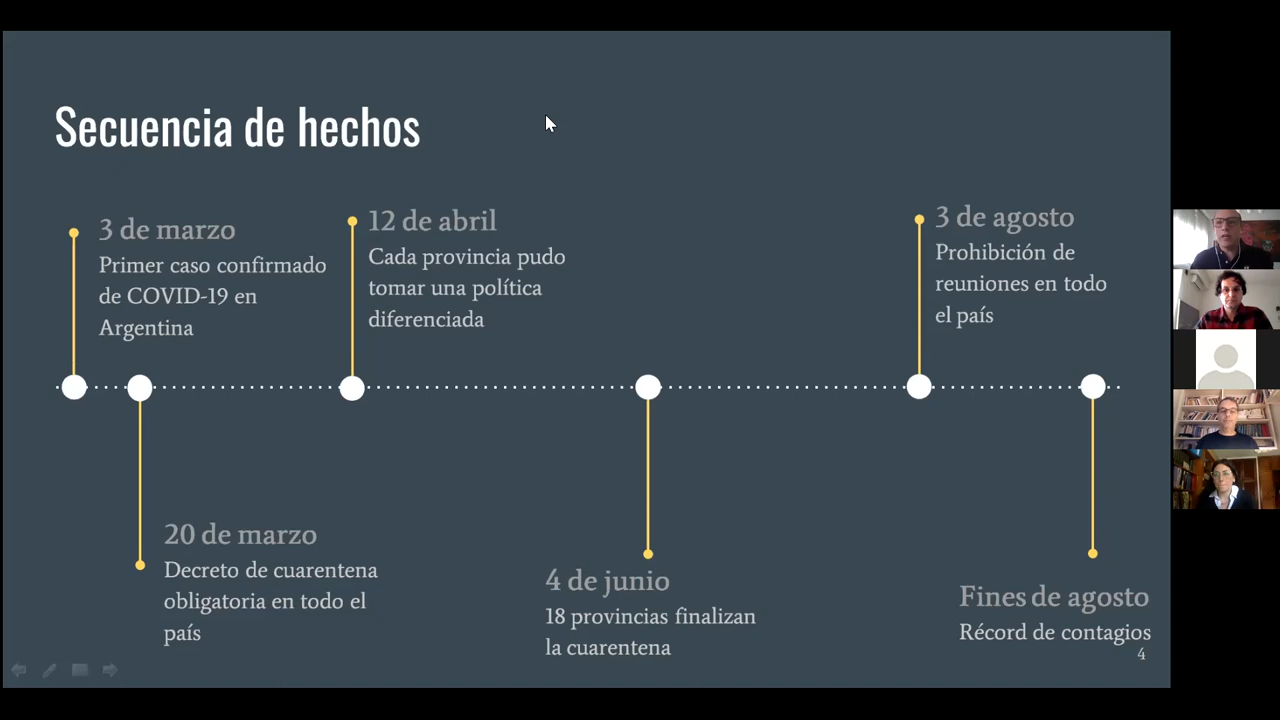 Secuencia de hechos
3 de marzo
Primer caso confirmado
de COVID-19 en
Argentina
12 de abril
Cada provincia pudo
tomar una política
diferenciada
3 de agosto
Prohibición de
reuniones en todo
el país
20 de marzo
Decreto de cuarentena
obligatoria en todo el
país
4 de junio
18 provincias finalizan
la cuarentena
Fines de agosto
Récord de contagios
4